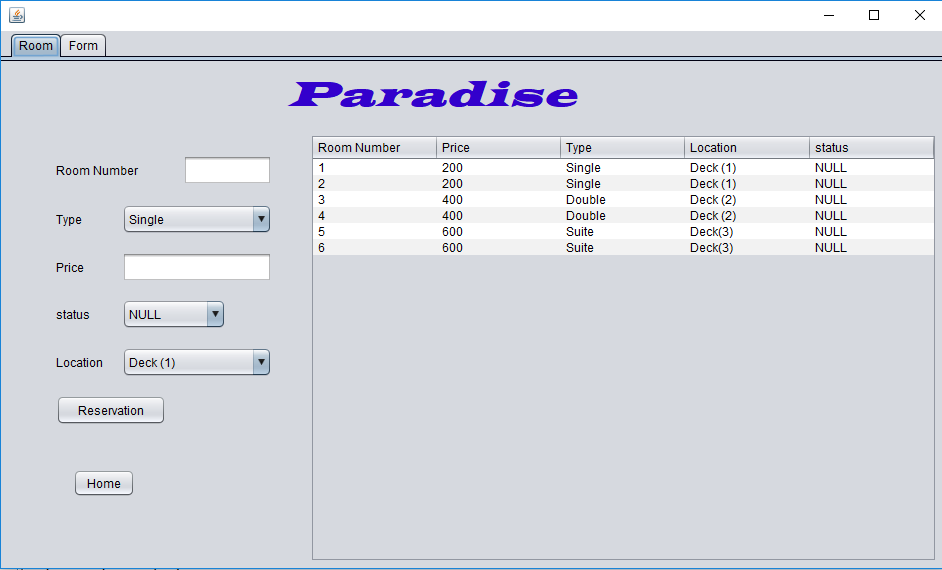 Room Form
Paradise
Room Number
Type Single
Price
status NULL
Location Deck (1)
Reservation
Home
Room Number Price Type Location status
1 200 Single Deck (1) NULL
2 200 Single Deck (1) NULL
3 400 Double Deck (2) NULL
4 400 Double Deck (2) NULL
5 600 Suite Deck(3) NULL
6 600 Suite Deck(3) NULL